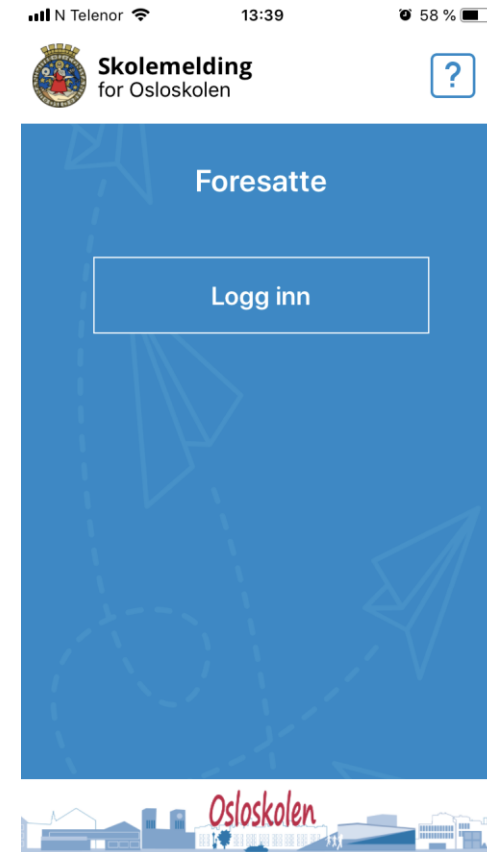 N Telenor 13:39 58 %
Skolemelding
for Osloskolen
?
Foresatte
Logg inn
Osloskolen